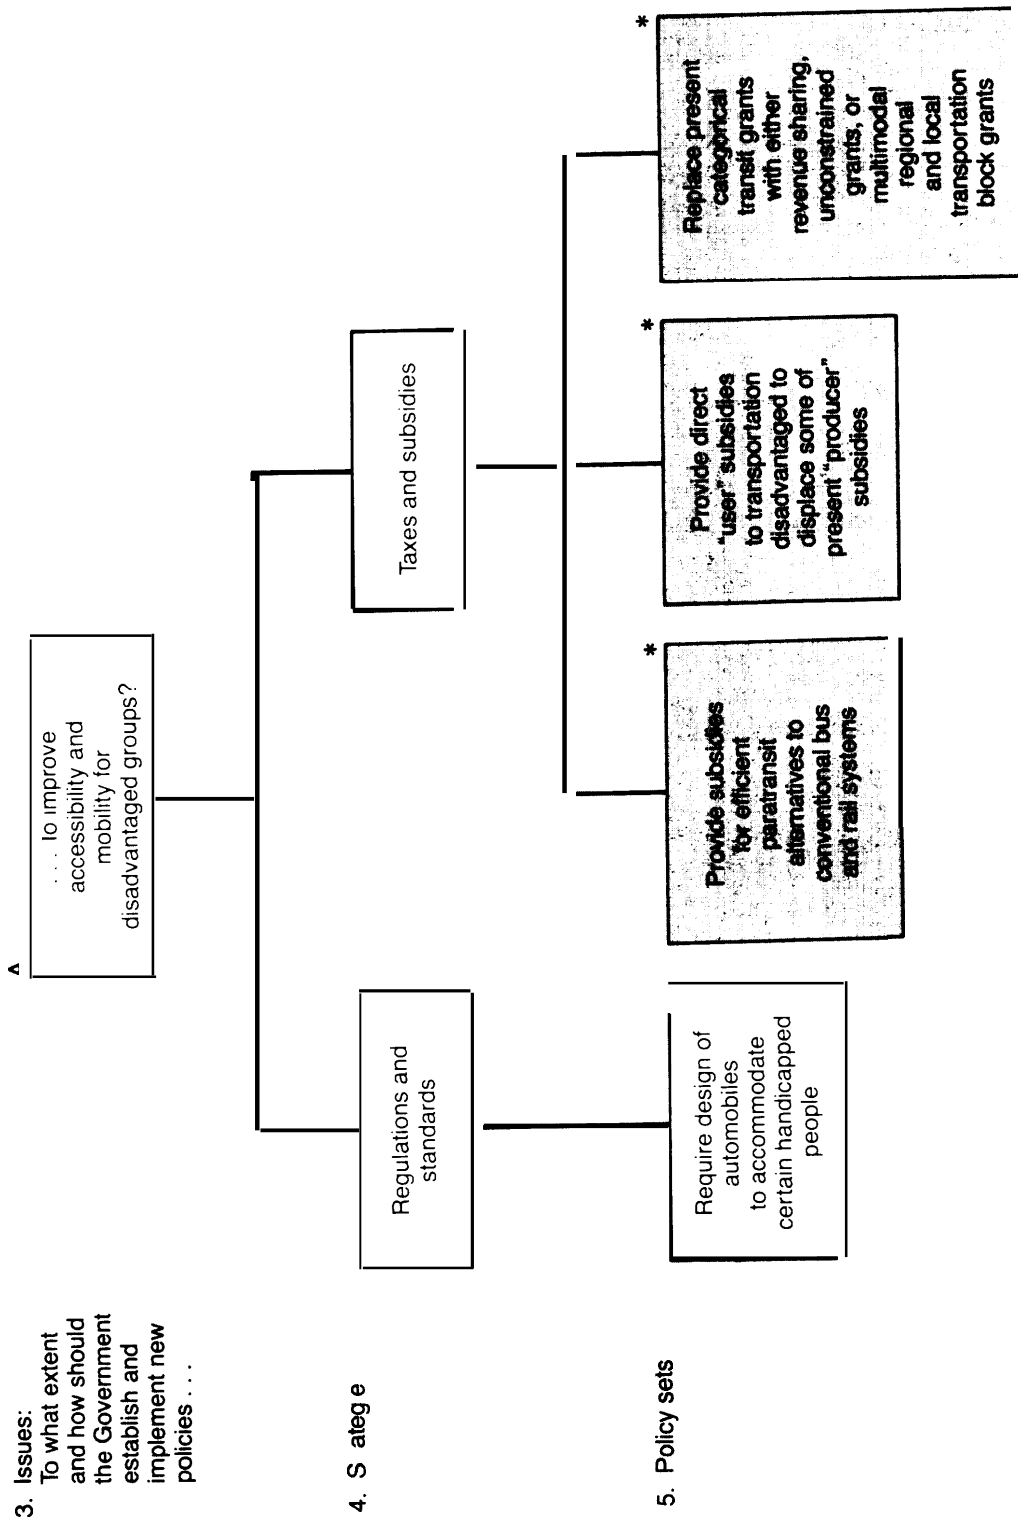 3. Issues:
To what extent
and how should
the Government
establish and
implement new
policies . . .
A
. . . Io improve
accessibility and
mobility for
disadvantaged groups?
4. S ateg e
Regulations and
standards
Taxes and subsidies
5. Policy sets
Require design of
automobiles
to accommodate
certain handicapped
people
*
Provide subsidies
for efficient
paratransit
alternatives to
conventional bus
and rail systems
*
Provide direct
“user” subsidies
to transportation
disadvantaged to
displace some of
present “producer”
subsidies
*
Replace present
categorical
transit grants
with either
revenue sharing,
unconstrained
grants, or
multimodal
regional
and local
transportation
block grants